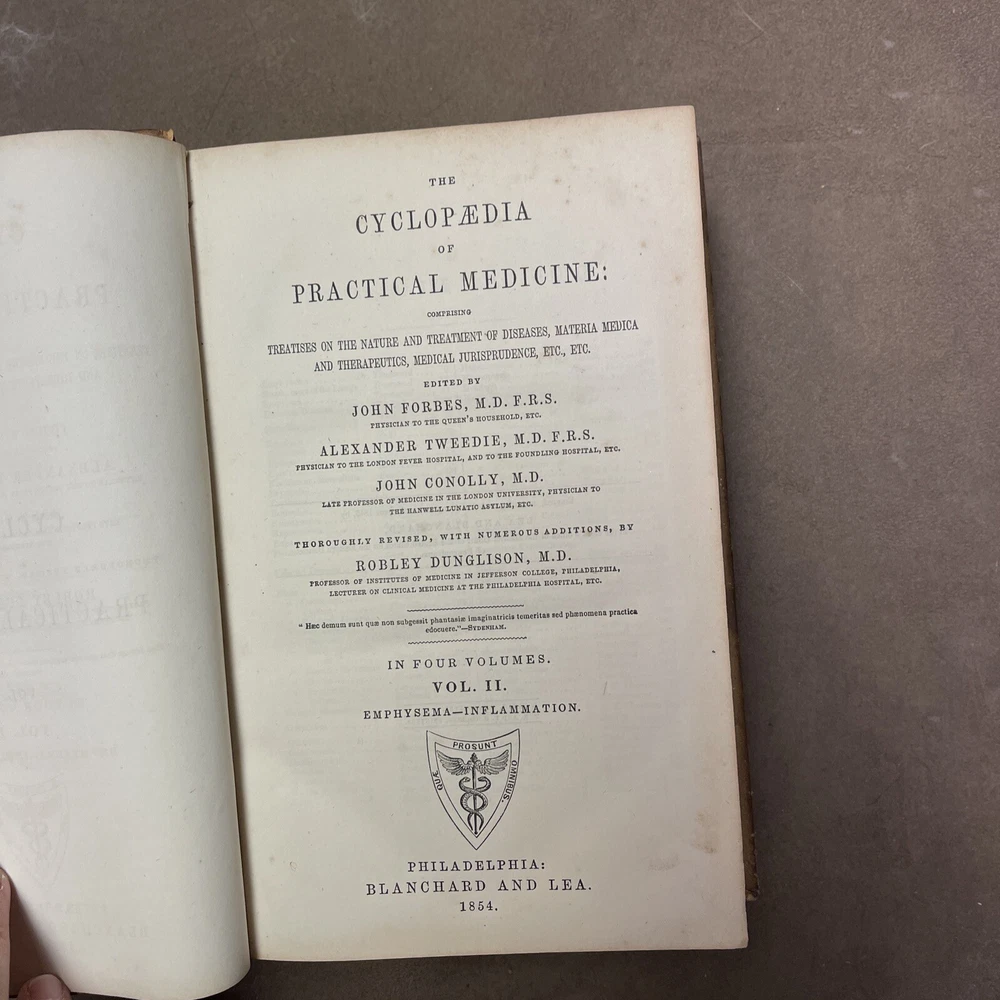 THE
CYCLOPÆDIA
OF
PRACTICAL MEDICINE:
COMPRISING
TREATISES ON THE NATURE AND TREATMENT OF DISEASES, MATERIA MEDICA
AND THERAPEUTICS, MEDICAL JURISPRUDENCE, ETC., ETC.
EDITED BY
JOHN FORBES, M.D. F.R.S.
PHYSICIAN TO THE QUEEN'S HOUSEHOLD, ETC.
ALEXANDER TWEEDIE, M.D. F.R.S.
PHYSICIAN TO THE LONDON FEVER HOSPITAL, AND TO THE FOUNDLING HOSPITAL, ETC.
JOHN CONOLLY, M.D.
LATE PROFESSOR OF MEDICINE IN THE LONDON UNIVERSITY, PHYSICIAN TO
THE HANWELL LUNATIC ASYLUM, ETC.
THOROUGHLY REVISED, WITH NUMEROUS ADDITIONS, BY
ROBLEY DUNGLISON, M.D.
PROFESSOR OF INSTITUTES OF MEDICINE IN JEFFERSON COLLEGE, PHILADELPHIA,
LECTURER ON CLINICAL MEDICINE AT THE PHILADELPHIA HOSPITAL, ETC.
"Hæc demum sunt quæ non subgessit phantasiæ imaginatricis temeritas sed phænomena practica
edocuere."—SYDENHAM.
IN FOUR VOLUMES.
VOL. II.
EMPHYSEMA—INFLAMMATION.
QUÆ PROSUNT OMNIBUS.
PHILADELPHIA:
BLANCHARD AND LEA.
1854.